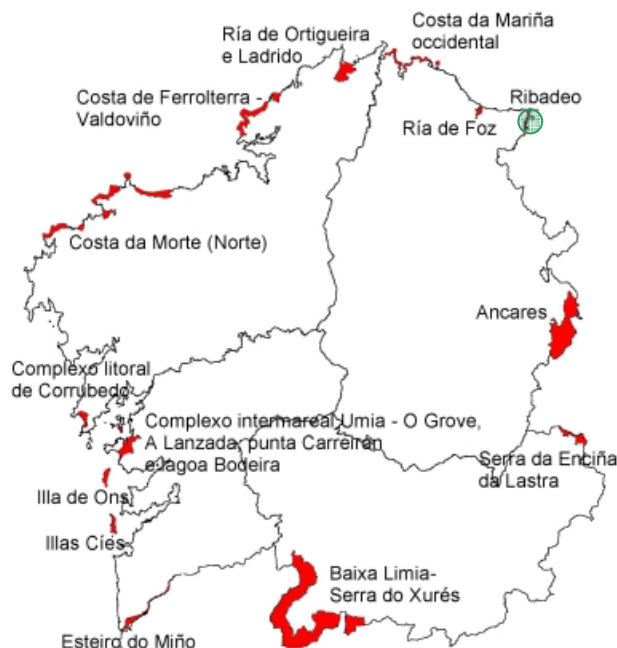 Costa da Mariña
occidental
Ría de Ortigueira
e Ladrido
Costa de Ferrolterra -
Valdoviño
Ribadeo
Ría de Foz
Costa da Morte (Norte)
Ancares
Complexo litoral
de Corrubedo
Complexo intermareal Umia - O Grove,
A Lanzada, punta Carreirán
e lagoa Bodeira
Serra da Enciña
da Lastra
Illa de Ons
Illas Cíes
Baixa Limia-
Serra do Xurés
Esteiro do Miño